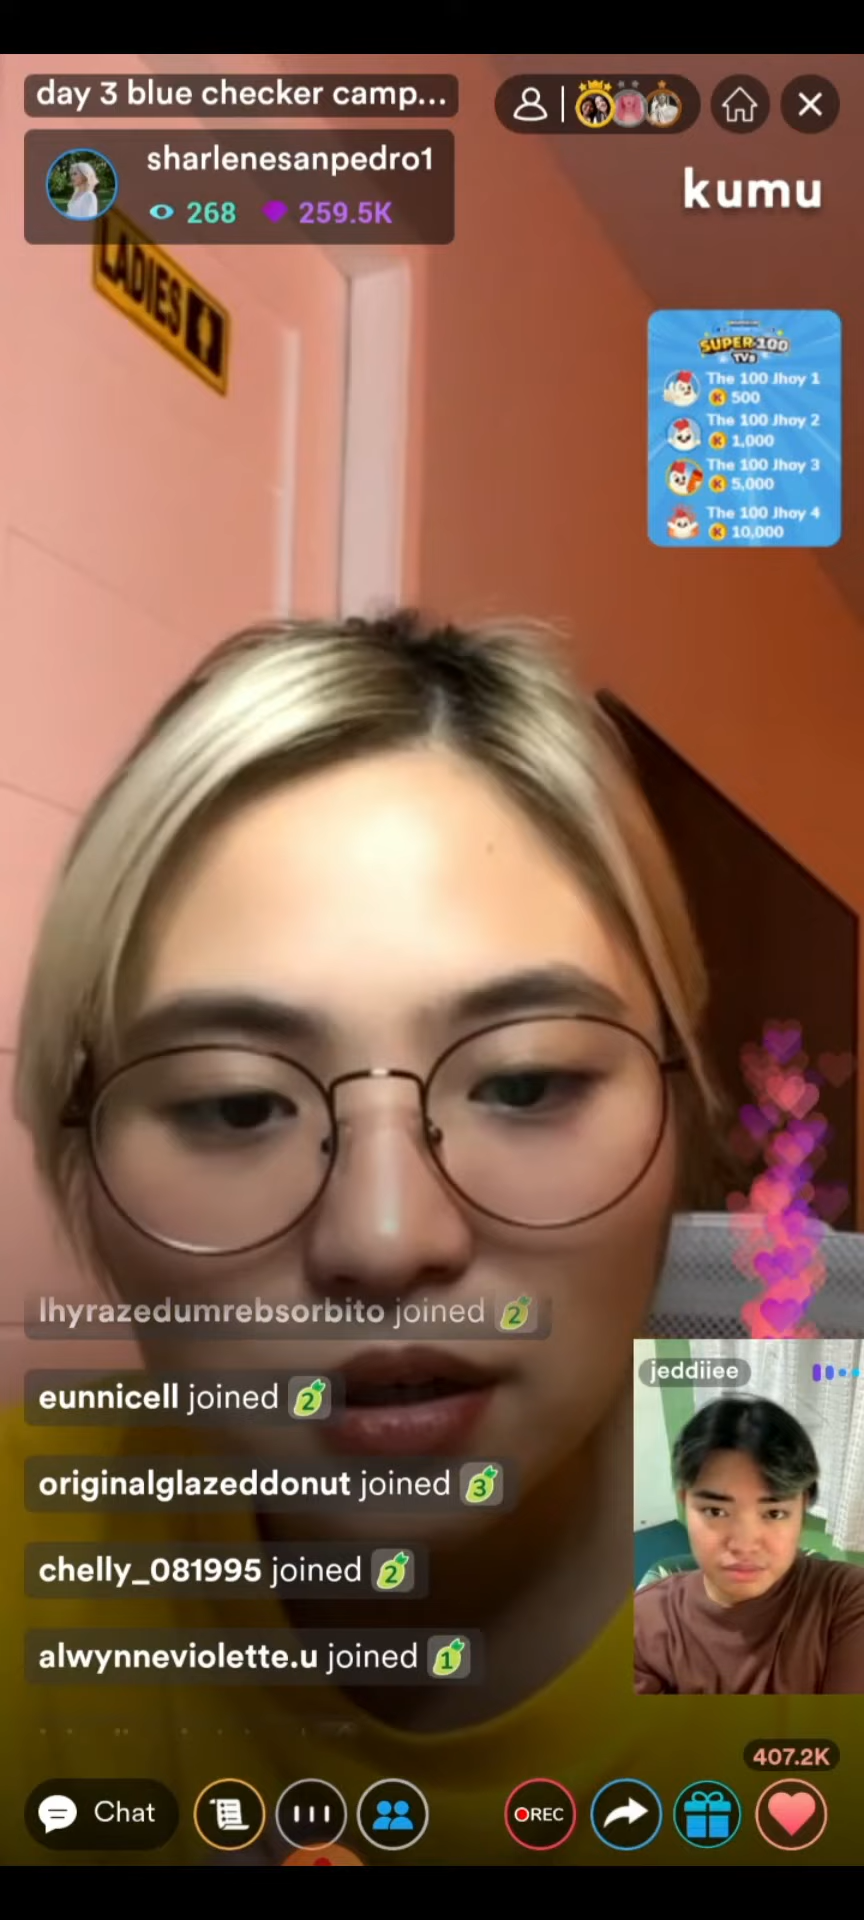 day 3 blue checker camp...
sharlenesanpedro1
268 259.5K
kumu
LADIES
SUPER 100
TVs
The 100 Jhoy 1
K 500
The 100 Jhoy 2
K 1,000
The 100 Jhoy 3
K 5,000
The 100 Jhoy 4
K 10,000
lhyrazedumrebsorbito joined 2
eunnicell joined 2
jeddiiee
originalglazeddonut joined 3
chelly_081995 joined 2
alwynneviolette.u joined 1
407.2K
Chat
REC